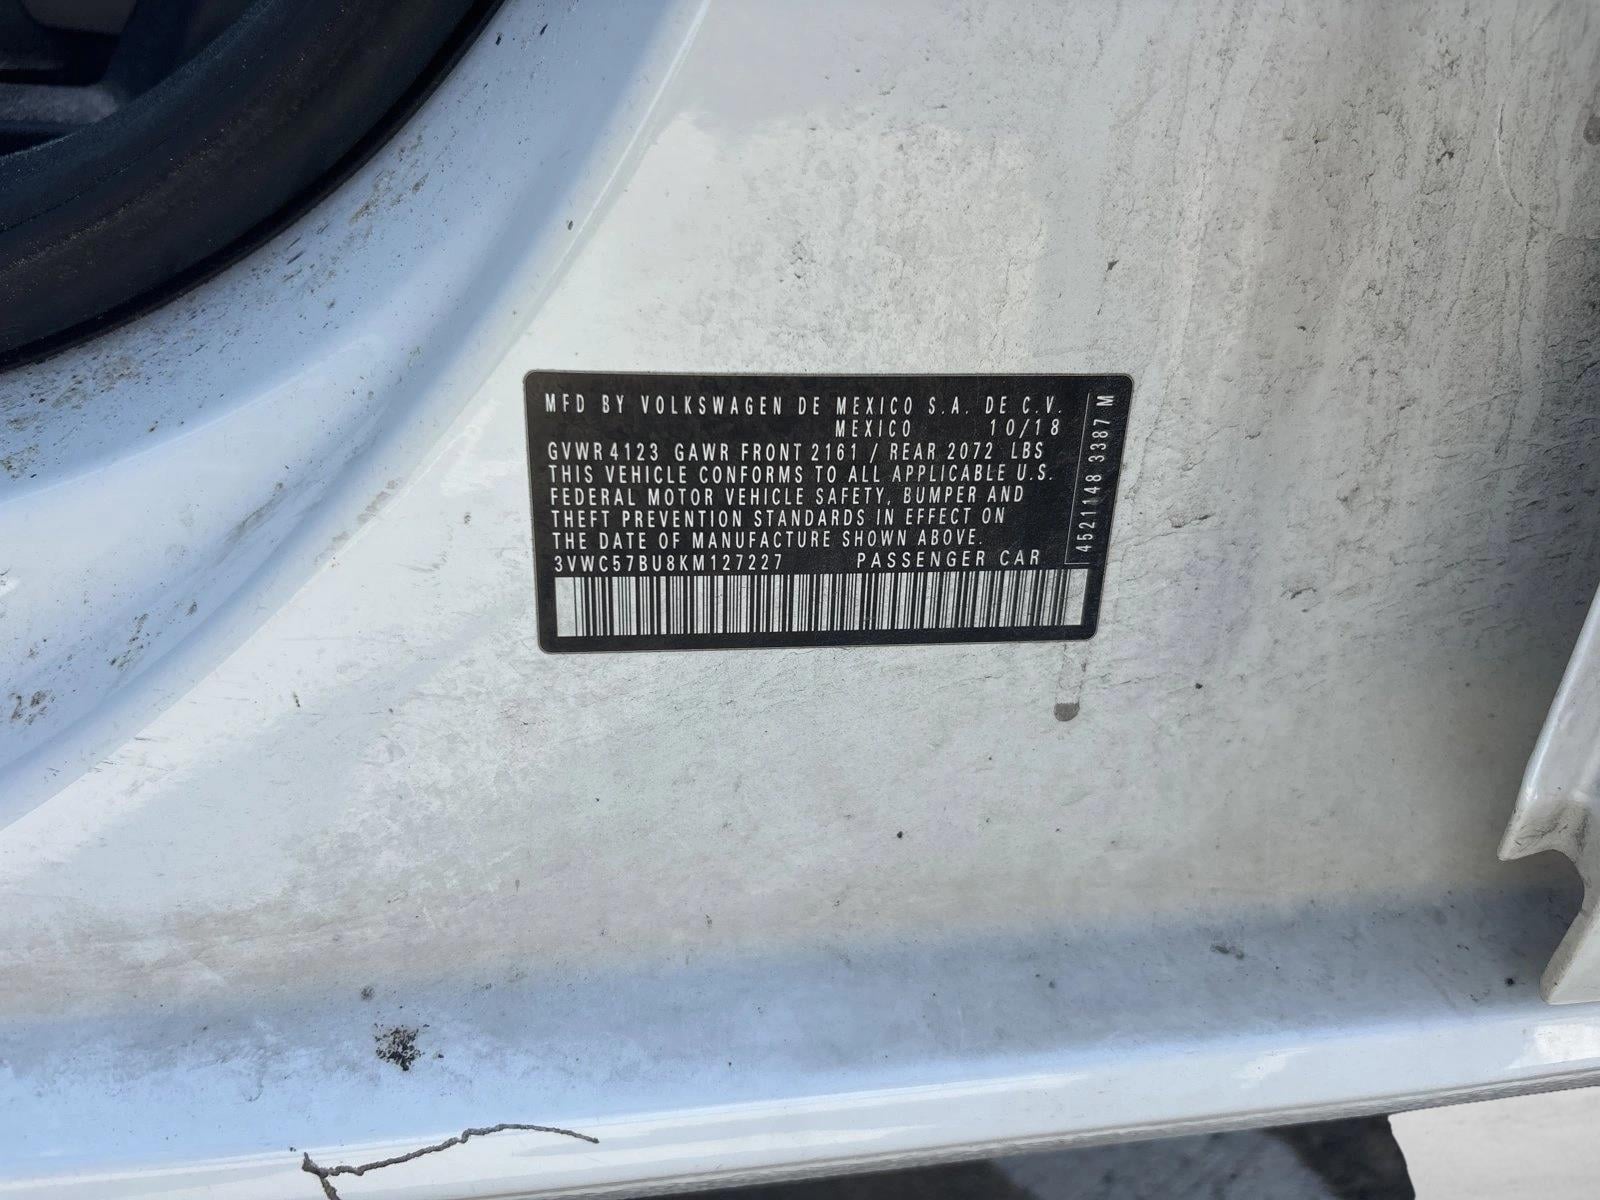 MFD BY VOLKSWAGEN DE MEXICO S.A. DE C.V.
MEXICO 10/18
GVWR 4123 GAWR FRONT 2161 / REAR 2072 LBS
THIS VEHICLE CONFORMS TO ALL APPLICABLE U.S.
FEDERAL MOTOR VEHICLE SAFETY, BUMPER AND
THEFT PREVENTION STANDARDS IN EFFECT ON
THE DATE OF MANUFACTURE SHOWN ABOVE.
3VWC57BU8KM127227 PASSENGER CAR
4521148 3387 M